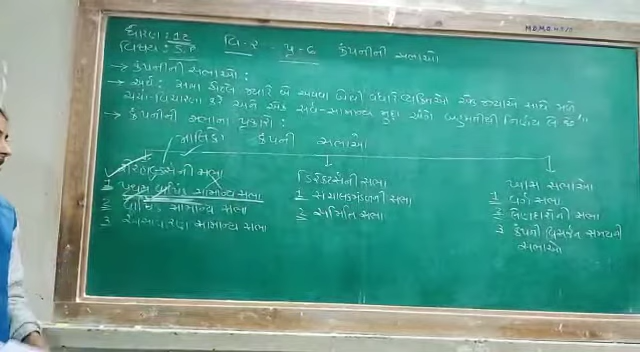 ધોરણ : 12
વિષય : S.P વિ-2 પ્ર-6 કંપનીની સભાઓ
→ કંપનીની સભાઓ :
→ અર્થ : સભા એટલે જ્યારે બે અથવા બેથી વધારે વ્યક્તિઓ એક જગ્યાએ સાથે મળી
ચર્ચા-વિચારણા કરે અને એક સર્વ-સામાન્ય મુદ્દા અંગે બહુમતીથી નિર્ણય લે
→ કંપનીની સભાના પ્રકારો :
કંપની સભાઓ
શેરહોલ્ડર્સની સભા ડિરેક્ટર્સની સભા ખાસ સભાઓ
1 પ્રથમ વાર્ષિક સામાન્ય સભા 1 સંચાલકમંડળની સભા 1 વર્ગ સભા
2 વાર્ષિક સામાન્ય સભા 2 સમિતિ સભા 2 લેણદારોની સભા
3 અસાધારણ સામાન્ય સભા 3 કંપની વિસર્જન સમયની
સભાઓ